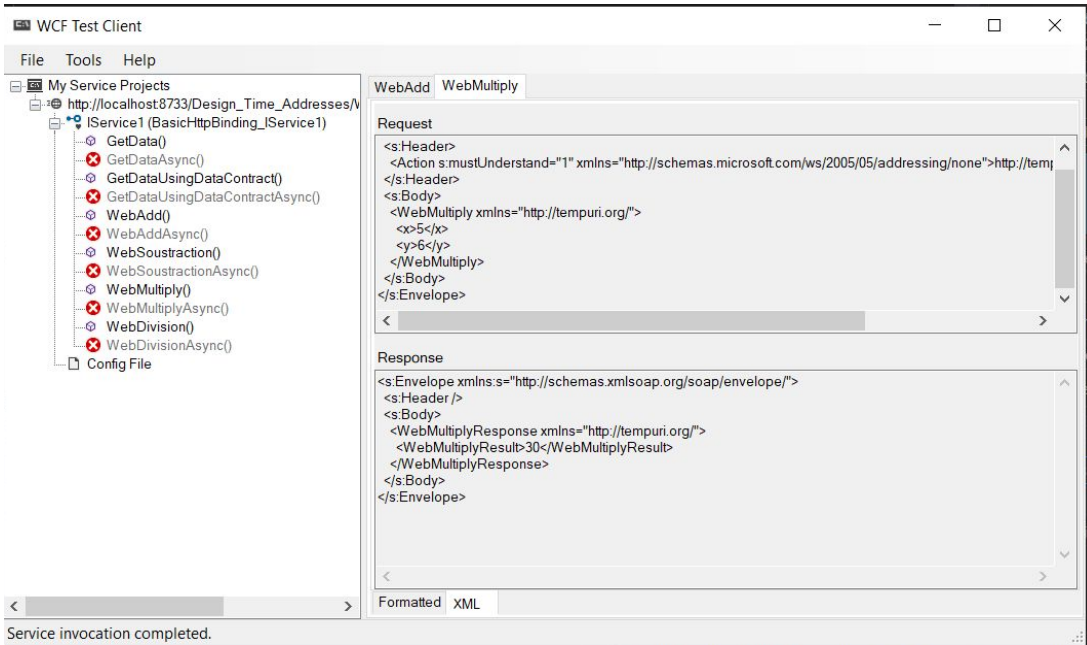 WCF Test Client
File Tools Help
My Service Projects
http://localhost:8733/Design_Time_Addresses/
IService1 (BasicHttpBinding_IService1)
GetData()
GetDataAsync()
GetDataUsingDataContract()
GetDataUsingDataContractAsync()
WebAdd()
WebAddAsync()
WebSoustraction()
WebSoustractionAsync()
WebMultiply()
WebMultiplyAsync()
WebDivision()
WebDivisionAsync()
Config File
WebAdd WebMultiply
Request
<s:Header>
<Action s:mustUnderstand="1" xmlns="http://schemas.microsoft.com/ws/2005/05/addressing/none">http://temp
</s:Header>
<s:Body>
<WebMultiply xmlns="http://tempuri.org/">
<x>5</x>
<y>6</y>
</WebMultiply>
</s:Body>
</s:Envelope>
Response
<s:Envelope xmlns:s="http://schemas.xmlsoap.org/soap/envelope/">
<s:Header />
<s:Body>
<WebMultiplyResponse xmlns="http://tempuri.org/">
<WebMultiplyResult>30</WebMultiplyResult>
</WebMultiplyResponse>
</s:Body>
</s:Envelope>
Formatted XML
Service invocation completed.